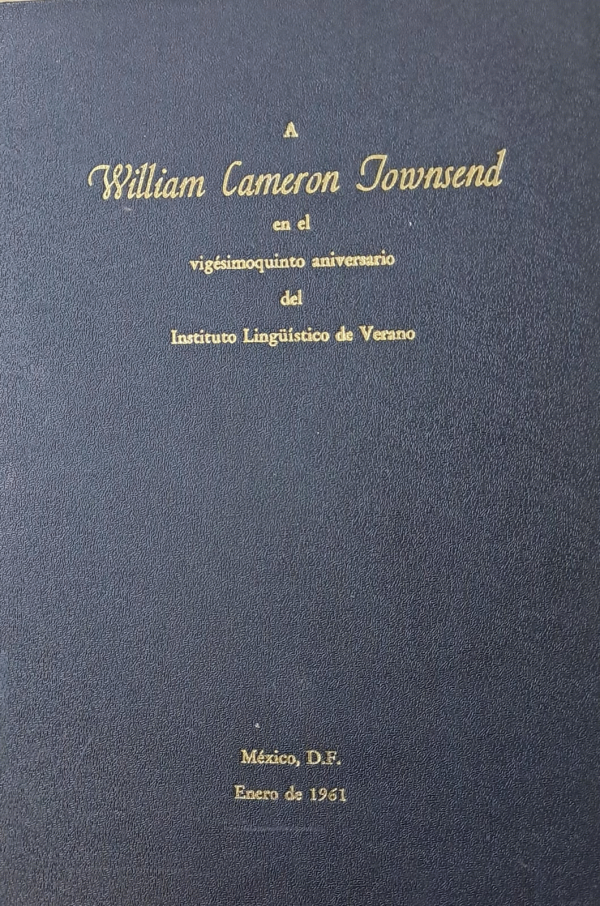 A
William Cameron Townsend
en el
vigésimoquinto aniversario
del
Instituto Lingüístico de Verano
México, D.F.
Enero de 1961